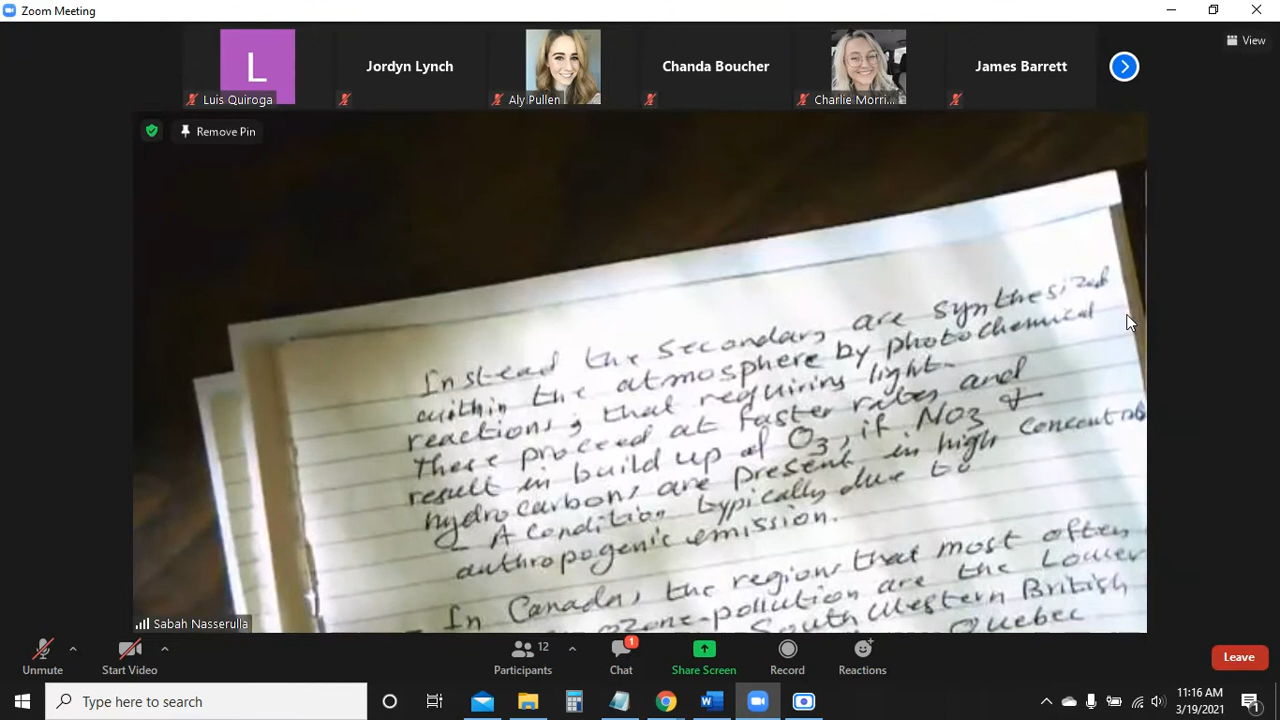 Zoom Meeting
View
L
Luis Quiroga
Jordyn Lynch
Aly Pullen
Chanda Boucher
Charlie Morri...
James Barrett
Remove Pin
Instead the secondary are synthesized
within the atmosphere by photochemical
reactions; that requiring light.
These proceed at faster rates and
result in build up of O3, if NO3 &
hydrocarbons are present in high
- A condition typically due to
anthropogenic emission.
- In Canada, the regions that most often
ozone-pollution are the Lower
South Western British
Quebec
Sabah Nasserulla
Unmute
Start Video
12
Participants
1
Chat
Share Screen
Record
Reactions
Leave
Type here to search
11:16 AM
3/19/2021
1